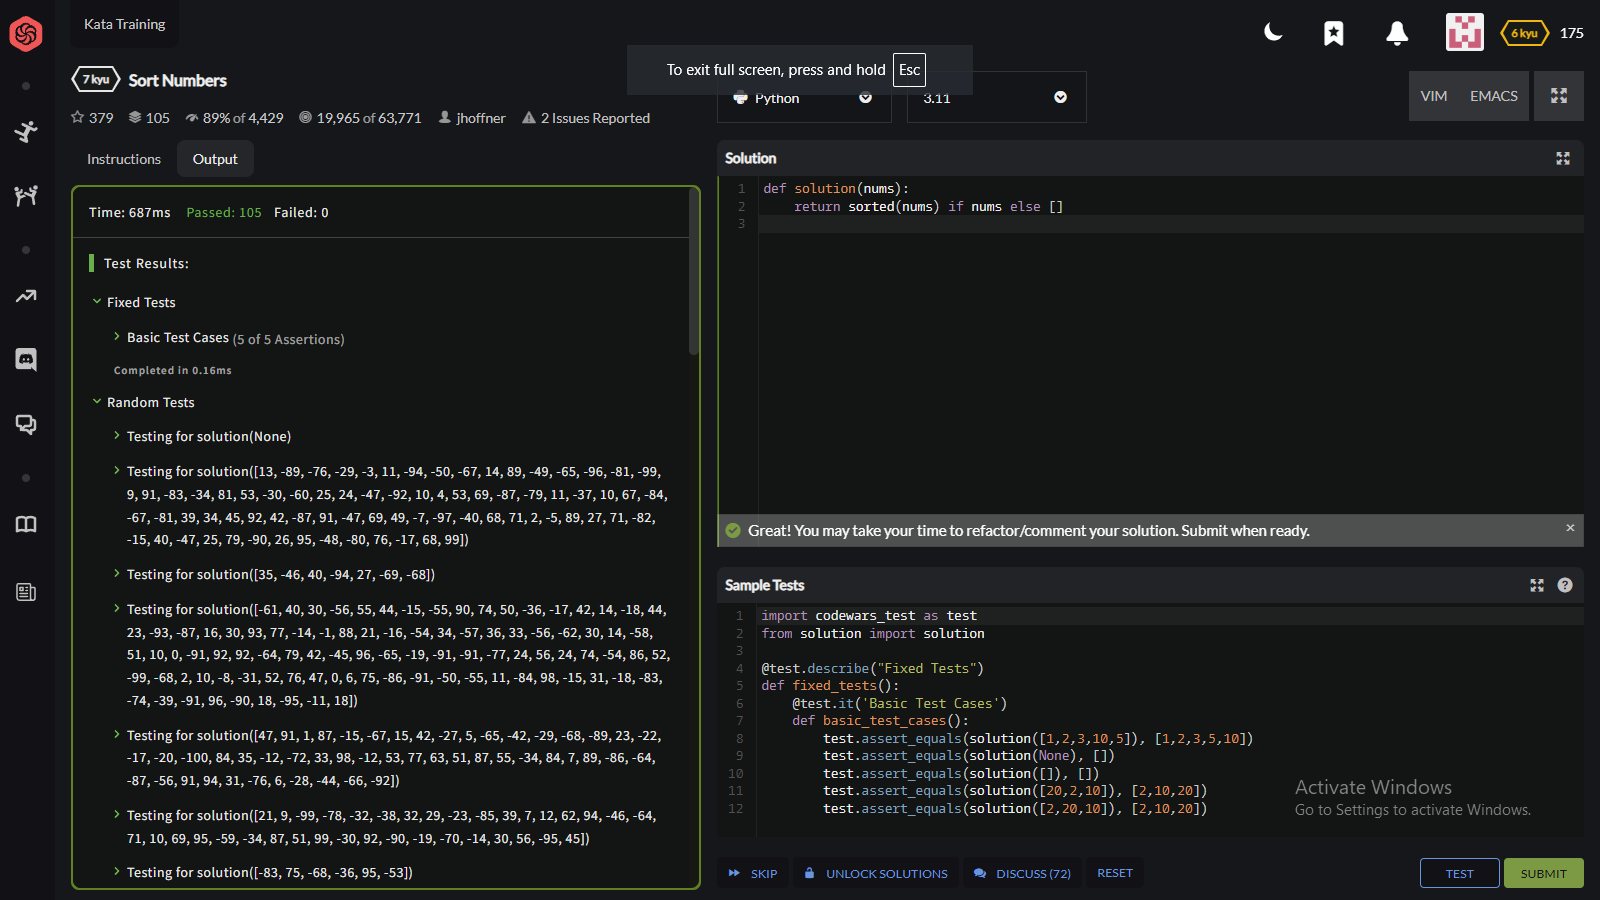 Kata Training
6 kyu 175
To exit full screen, press and hold Esc
7 kyu Sort Numbers
379 105 89% of 4,429 19,965 of 63,771 jhoffner 2 Issues Reported
Python 3.11
VIM EMACS
Instructions Output
Time: 687ms Passed: 105 Failed: 0
Test Results:
Fixed Tests
Basic Test Cases (5 of 5 Assertions)
Completed in 0.16ms
Random Tests
Testing for solution(None)
Testing for solution([13, -89, -76, -29, -3, 11, -94, -50, -67, 14, 89, -49, -65, -96, -81, -99,
9, 91, -83, -34, 81, 53, -30, -60, 25, 24, -47, -92, 10, 4, 53, 69, -87, -79, 11, -37, 10, 67, -84,
-67, -81, 39, 34, 45, 92, 42, -87, 91, -47, 69, 49, -7, -97, -40, 68, 71, 2, -5, 89, 27, 71, -82,
-15, 40, -47, 25, 79, -90, 26, 95, -48, -80, 76, -17, 68, 99])
Testing for solution([35, -46, 40, -94, 27, -69, -68])
Testing for solution([-61, 40, 30, -56, 55, 44, -15, -55, 90, 74, 50, -36, -17, 42, 14, -18, 44,
23, -93, -87, 16, 30, 93, 77, -14, -1, 88, 21, -16, -54, 34, -57, 36, 33, -56, -62, 30, 14, -58,
51, 10, 0, -91, 92, 92, -64, 79, 42, -45, 96, -65, -19, -91, -91, -77, 24, 56, 24, 74, -54, 86, 52,
-99, -68, 2, 10, -8, -31, 52, 76, 47, 0, 6, 75, -86, -91, -50, -55, 11, -84, 98, -15, 31, -18, -83,
-74, -39, -91, 96, -90, 18, -95, -11, 18])
Testing for solution([47, 91, 1, 87, -15, -67, 15, 42, -27, 5, -65, -42, -29, -68, -89, 23, -22,
-17, -20, -100, 84, 35, -12, -72, 33, 98, -12, 53, 77, 63, 51, 87, 55, -34, 84, 7, 89, -86, -64,
-87, -56, 91, 94, 31, -76, 6, -28, -44, -66, -92])
Testing for solution([21, 9, -99, -78, -32, -38, 32, 29, -23, -85, 39, 7, 12, 62, 94, -46, -64,
71, 10, 69, 95, -59, -34, 87, 51, 99, -30, 92, -90, -19, -70, -14, 30, 56, -95, 45])
Testing for solution([-83, 75, -68, -36, 95, -53])
Solution
1 def solution(nums):
2 return sorted(nums) if nums else []
3
Great! You may take your time to refactor/comment your solution. Submit when ready.
Sample Tests
1 import codewars_test as test
2 from solution import solution
3
4 @test.describe("Fixed Tests")
5 def fixed_tests():
6 @test.it('Basic Test Cases')
7 def basic_test_cases():
8 test.assert_equals(solution([1,2,3,10,5]), [1,2,3,5,10])
9 test.assert_equals(solution(None), [])
10 test.assert_equals(solution([]), [])
11 test.assert_equals(solution([20,2,10]), [2,10,20])
12 test.assert_equals(solution([2,20,10]), [2,10,20])
Activate Windows
Go to Settings to activate Windows.
SKIP UNLOCK SOLUTIONS DISCUSS (72) RESET TEST SUBMIT